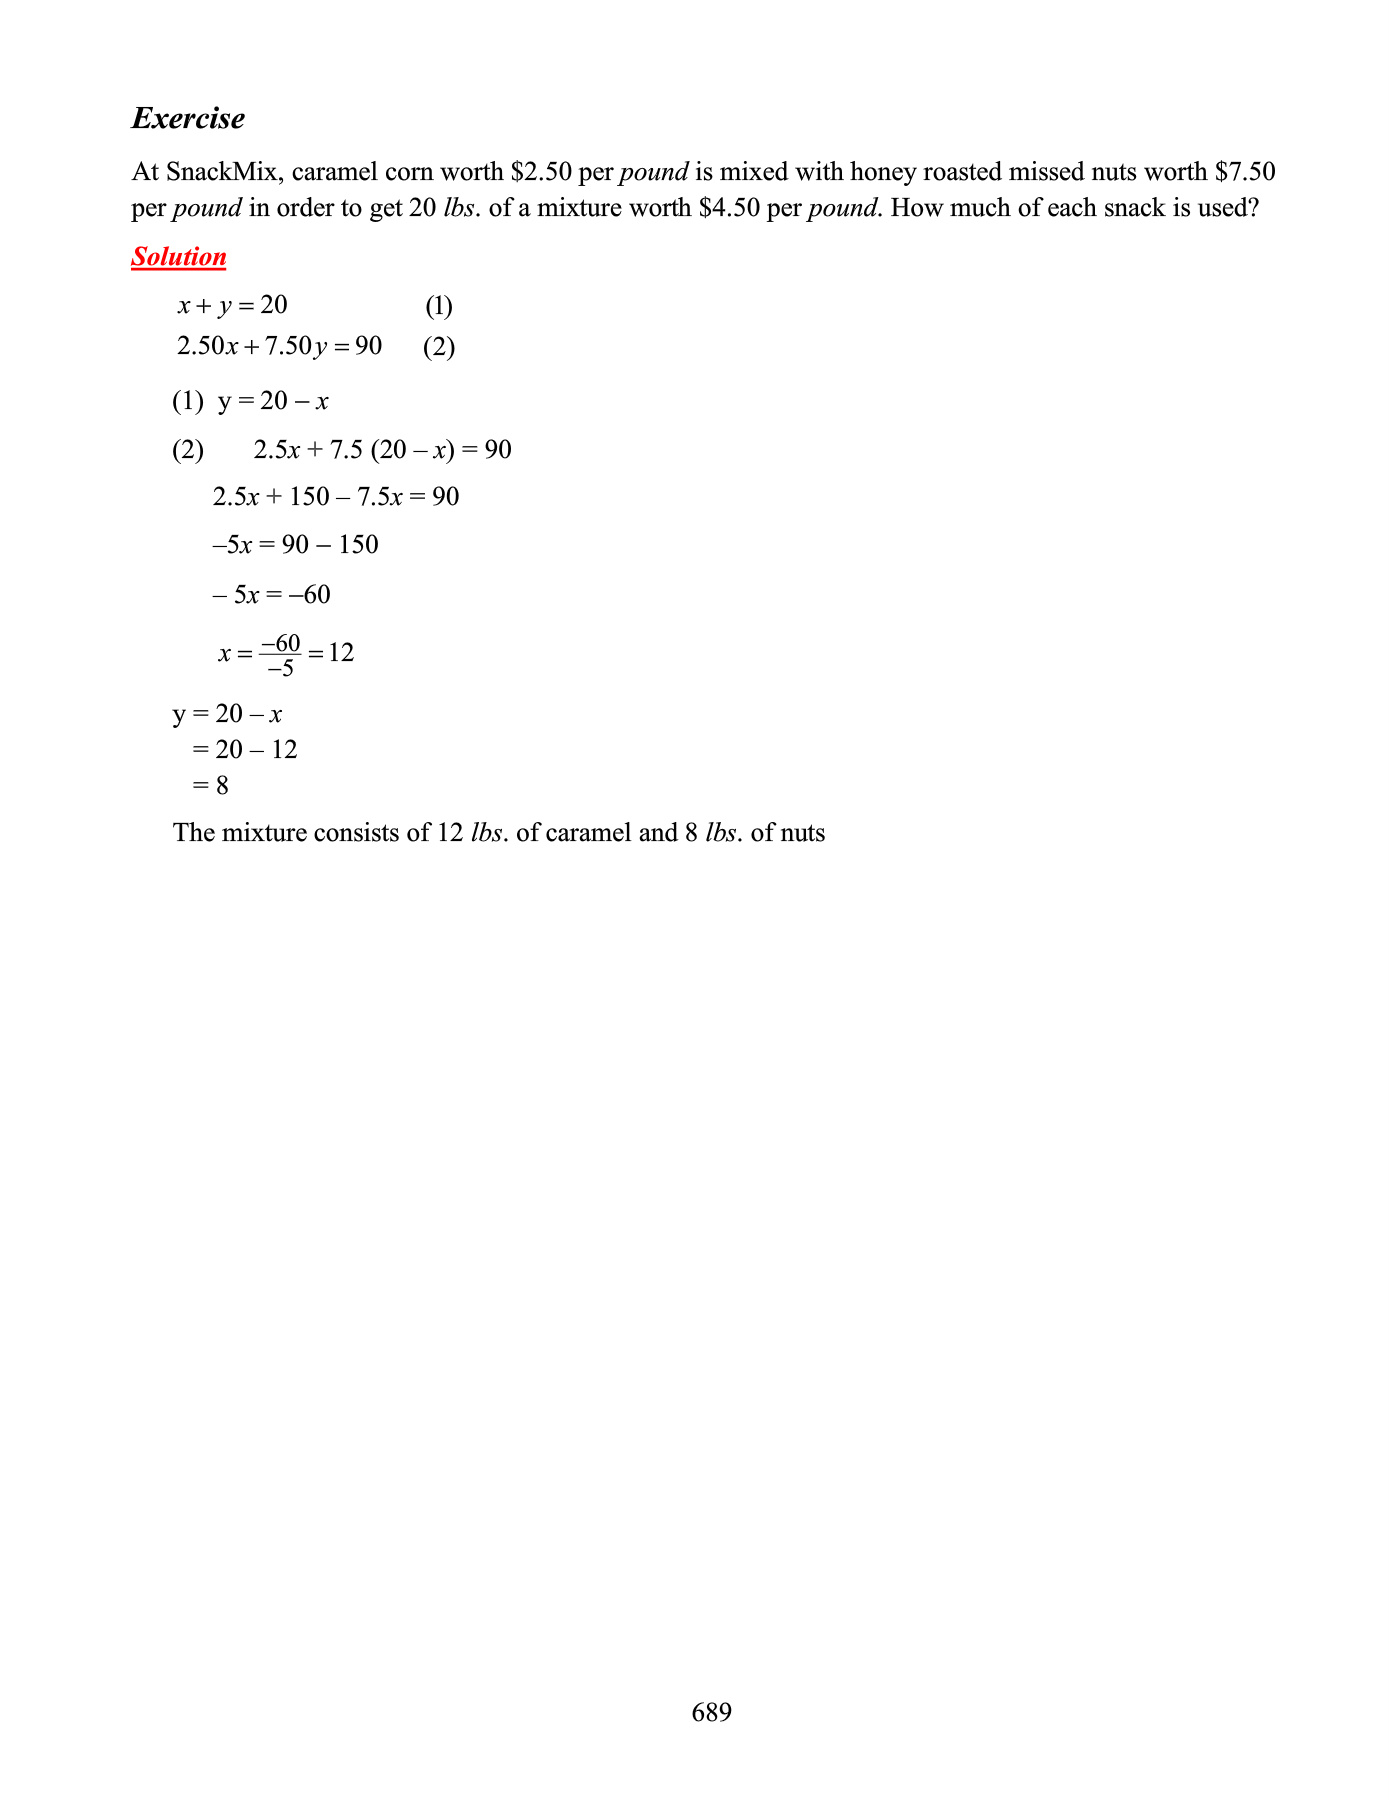 Exercise
At SnackMix, caramel corn worth $2.50 per pound is mixed with honey roasted missed nuts worth $7.50
per pound in order to get 20 lbs. of a mixture worth $4.50 per pound. How much of each snack is used?
Solution
x + y = 20 (1)
2.50x + 7.50y = 90 (2)
(1) y = 20 – x
(2) 2.5x + 7.5 (20 – x) = 90
2.5x + 150 – 7.5x = 90
–5x = 90 – 150
– 5x = –60
x = −60/−5 = 12
y = 20 – x
= 20 – 12
= 8
The mixture consists of 12 lbs. of caramel and 8 lbs. of nuts
689